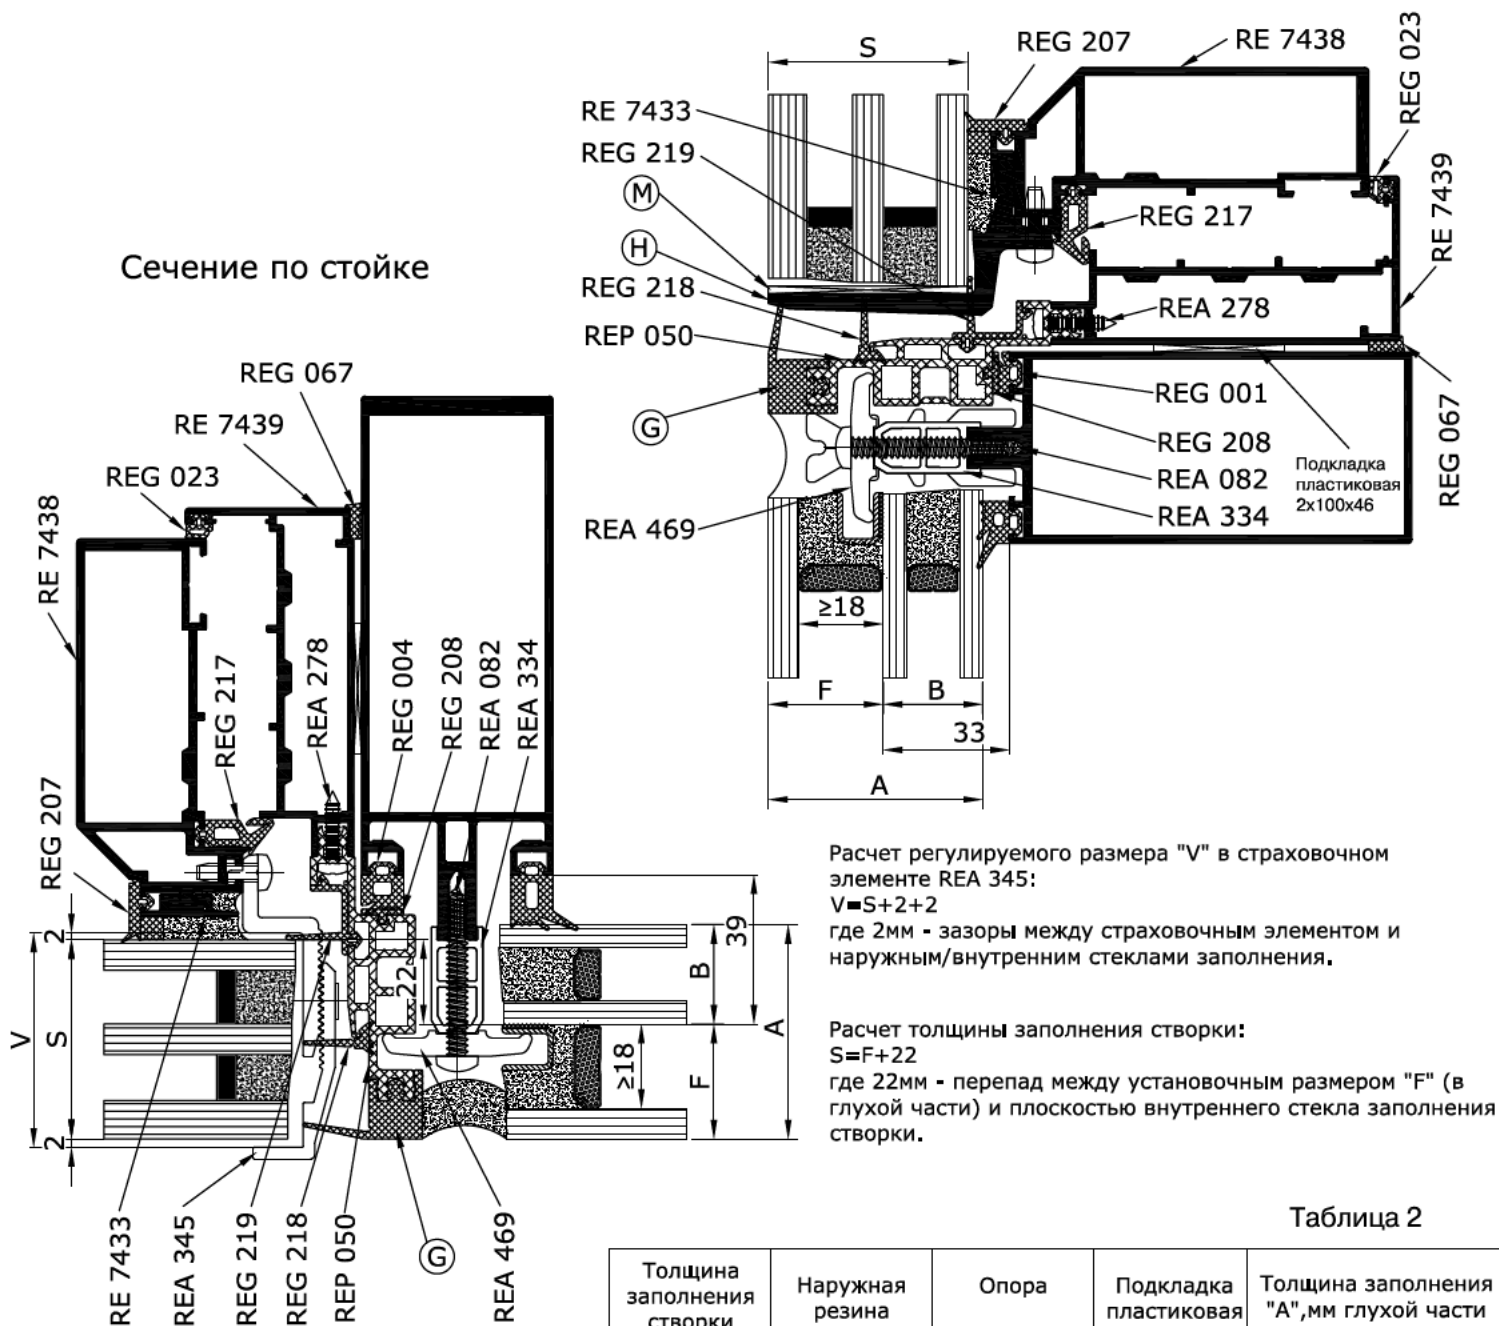 S
REG 207
RE 7438
REG 023
RE 7433
REG 219
M
H
REG 218
REP 050
G
REG 217
RE 7439
REA 278
REG 001
REG 208
REA 082
REA 334
REG 067
Подкладка
пластиковая
2x100x46
REA 469
≥18
F
B
33
A
Сечение по стойке
REG 067
RE 7439
REG 023
RE 7438
REG 217
REA 278
REG 004
REG 208
REA 082
REA 334
REG 207
2
V
S
2
22
39
B
A
≥18
F
RE 7433
REA 345
REG 219
REG 218
REP 050
G
REA 469
Расчет регулируемого размера "V" в страховочном
элементе REA 345:
V=S+2+2
где 2мм - зазоры между страховочным элементом и
наружным/внутренним стеклами заполнения.
Расчет толщины заполнения створки:
S=F+22
где 22мм - перепад между установочным размером "F" (в
глухой части) и плоскостью внутреннего стекла заполнения
створки.
Таблица 2
Толщина
заполнения
створки
Наружная
резина
Опора
Подкладка
пластиковая
Толщина заполнения
"А",мм глухой части